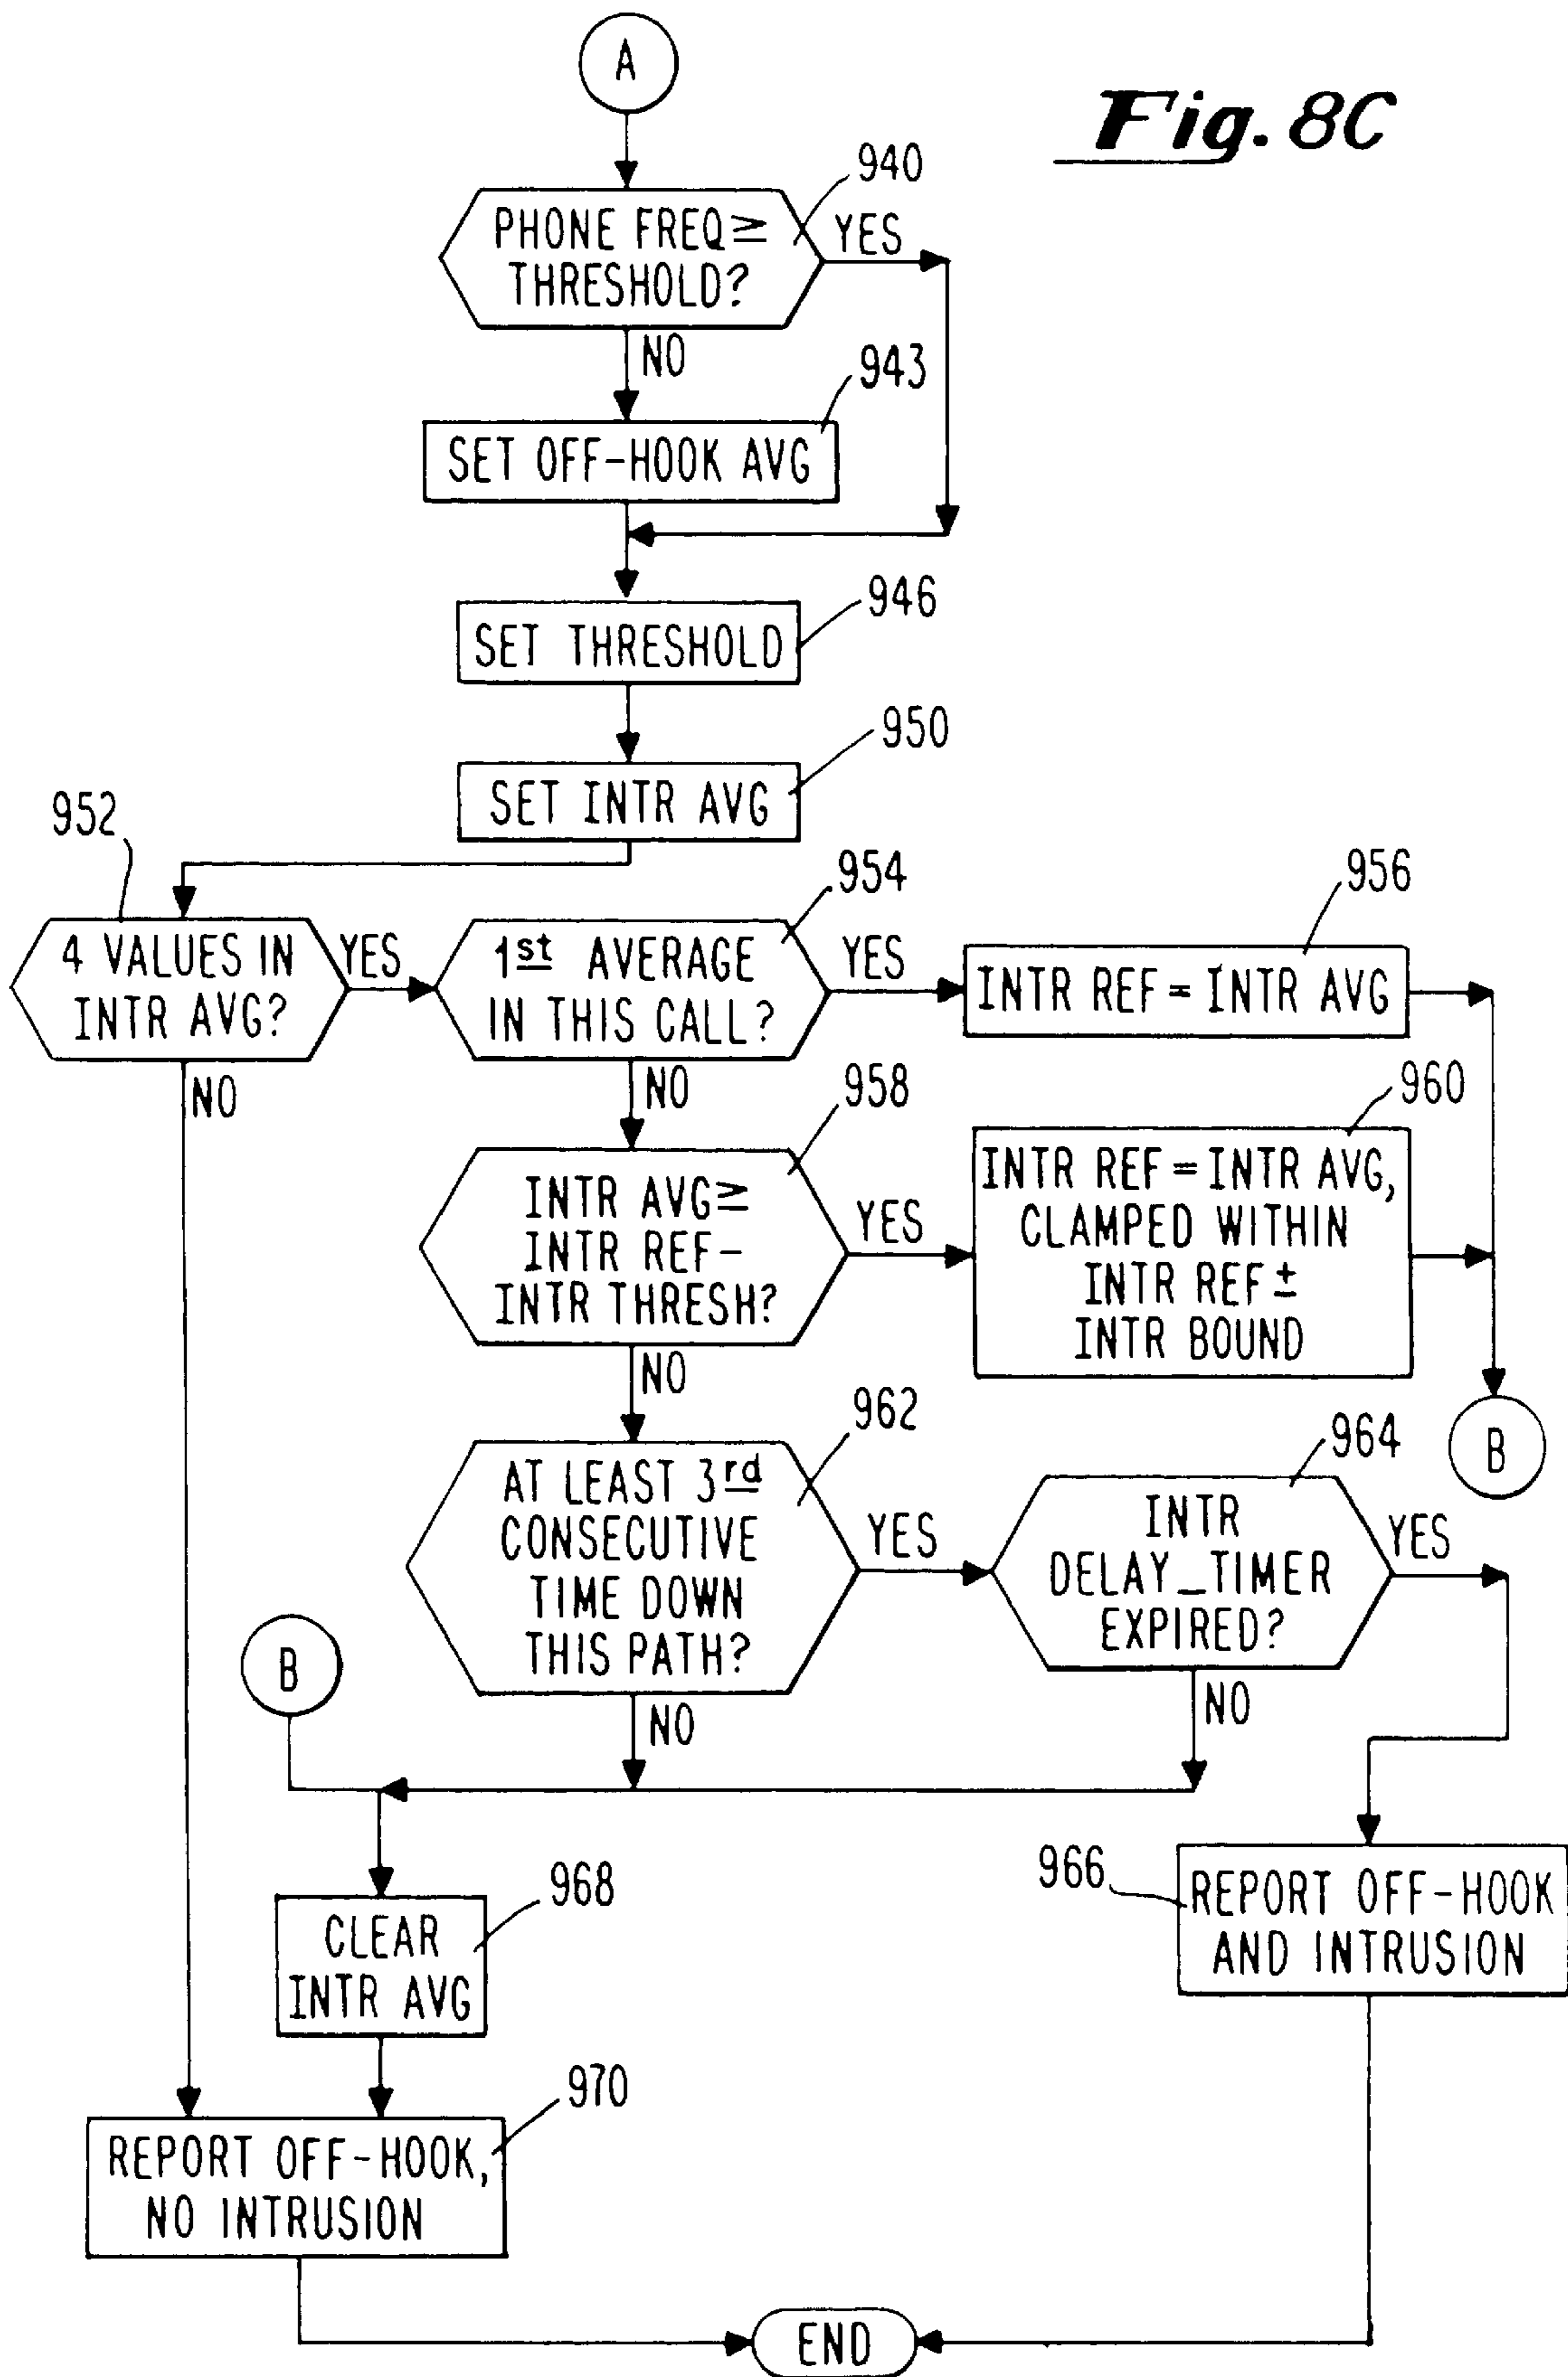 A
Fig. 8C
940
PHONE FREQ ≥
THRESHOLD?
YES
NO
943
SET OFF-HOOK AVG
946
SET THRESHOLD
950
SET INTR AVG
952
4 VALUES IN
INTR AVG?
YES
NO
954
1st AVERAGE
IN THIS CALL?
YES
NO
956
INTR REF = INTR AVG
958
INTR AVG ≥
INTR REF -
INTR THRESH?
YES
NO
960
INTR REF = INTR AVG,
CLAMPED WITHIN
INTR REF ±
INTR BOUND
B
962
AT LEAST 3rd
CONSECUTIVE
TIME DOWN
THIS PATH?
YES
NO
964
INTR
DELAY_TIMER
EXPIRED?
YES
NO
B
966
REPORT OFF-HOOK
AND INTRUSION
968
CLEAR
INTR AVG
970
REPORT OFF-HOOK,
NO INTRUSION
END